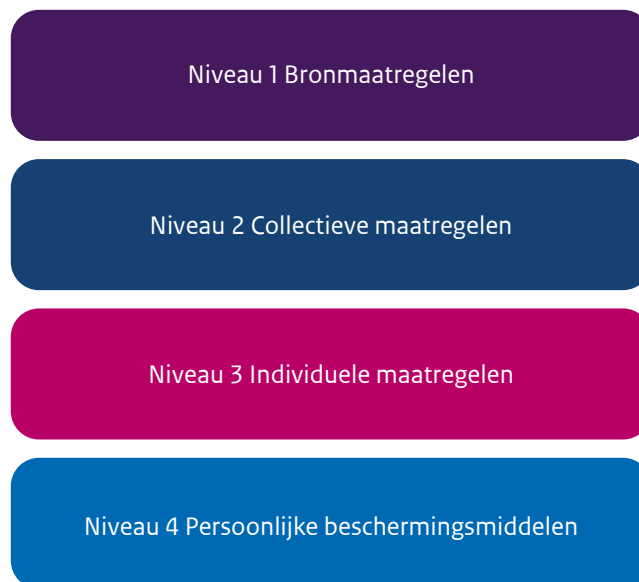 Niveau 1 Bronmaatregelen
Niveau 2 Collectieve maatregelen
Niveau 3 Individuele maatregelen
Niveau 4 Persoonlijke beschermingsmiddelen